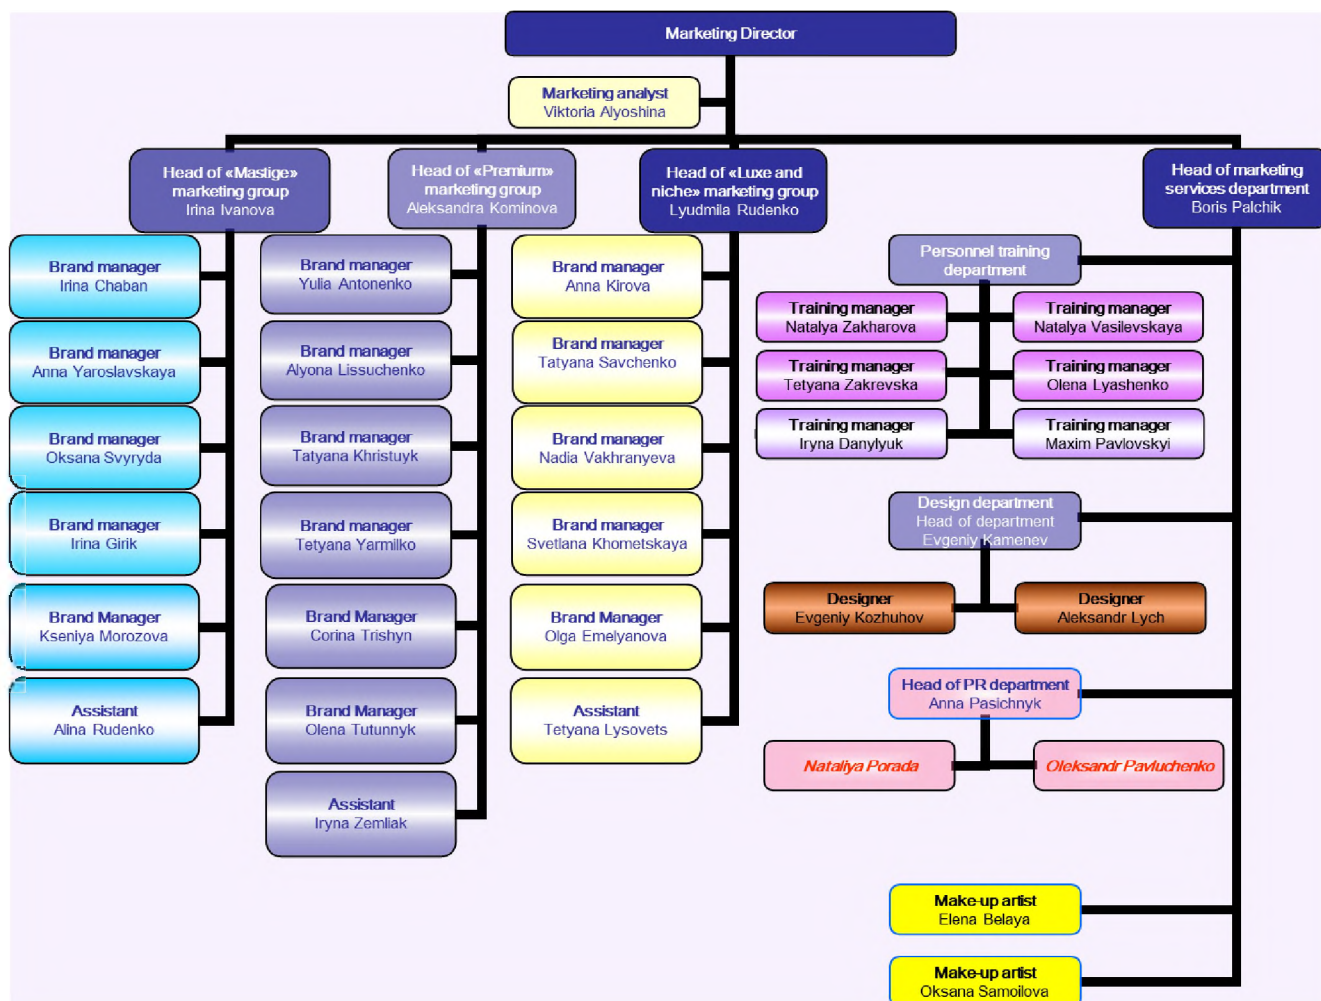 Marketing Director
Marketing analyst
Viktoria Alyoshina
Head of «Mastige»
marketing group
Irina Ivanova
Head of «Premium»
marketing group
Aleksandra Kominova
Head of «Luxe and
niche» marketing group
Lyudmila Rudenko
Head of marketing
services department
Boris Palchik
Brand manager
Irina Chaban
Brand manager
Anna Yaroslavskaya
Brand manager
Oksana Svyryda
Brand manager
Irina Girik
Brand Manager
Kseniya Morozova
Assistant
Alina Rudenko
Brand manager
Yulia Antonenko
Brand manager
Alyona Lissuchenko
Brand manager
Tatyana Khristuyk
Brand manager
Tetyana Yarmilko
Brand Manager
Corina Trishyn
Brand Manager
Olena Tutunnyk
Assistant
Iryna Zemliak
Brand manager
Anna Kirova
Brand manager
Tatyana Savchenko
Brand manager
Nadia Vakhranyeva
Brand manager
Svetlana Khometskaya
Brand Manager
Olga Emelyanova
Assistant
Tetyana Lysovets
Personnel training
department
Training manager
Natalya Zakharova
Training manager
Natalya Vasilevskaya
Training manager
Tetyana Zakrevska
Training manager
Olena Lyashenko
Training manager
Iryna Danylyuk
Training manager
Maxim Pavlovskyi
Design department
Head of department
Evgeniy Kamenev
Designer
Evgeniy Kozhuhov
Designer
Aleksandr Lych
Head of PR department
Anna Pasichnyk
Nataliya Porada
Oleksandr Pavluchenko
Make-up artist
Elena Belaya
Make-up artist
Oksana Samoilova